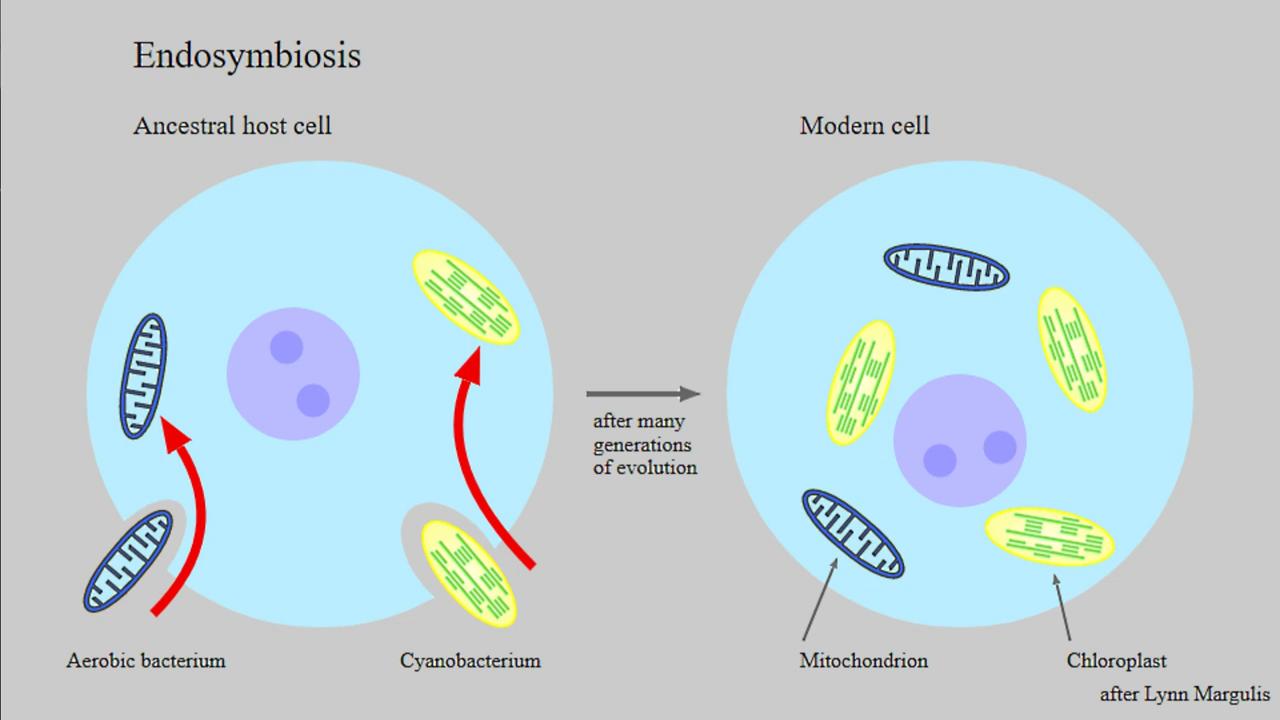 Endosymbiosis
Ancestral host cell
Modern cell
after many
generations
of evolution
Aerobic bacterium
Cyanobacterium
Mitochondrion
Chloroplast
after Lynn Margulis